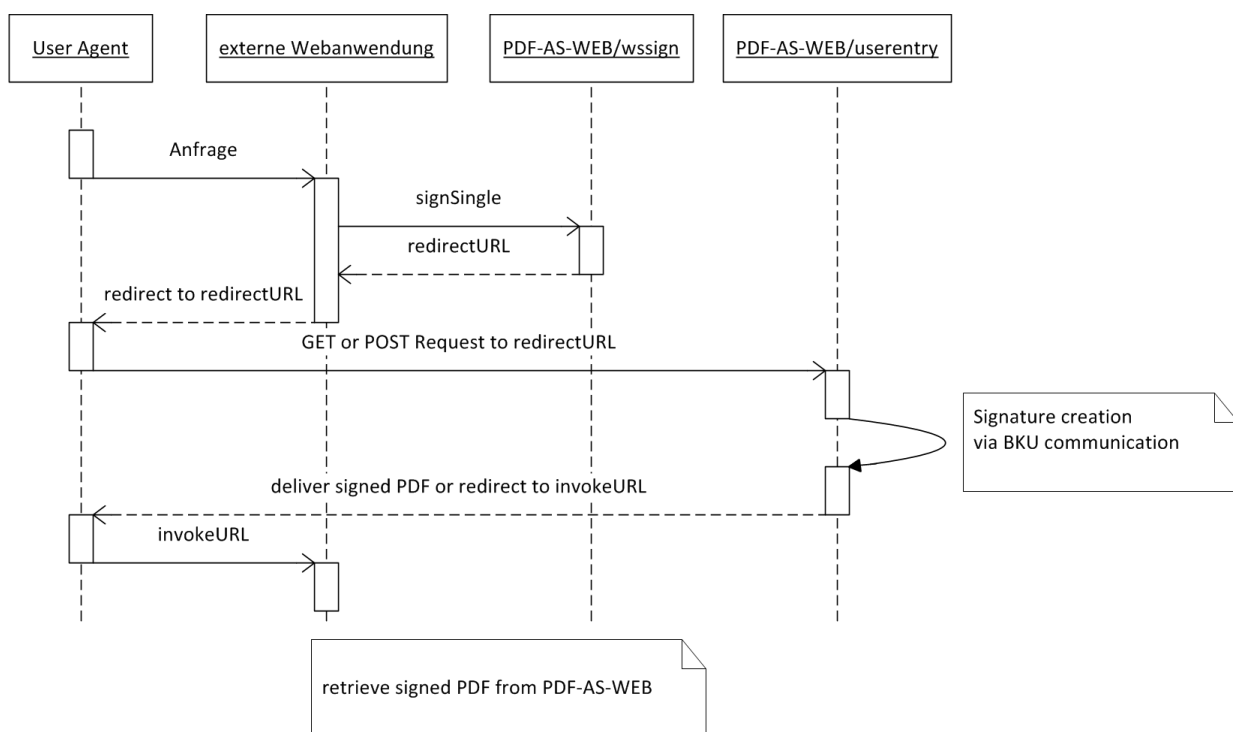 User Agent
externe Webanwendung
PDF-AS-WEB/wssign
PDF-AS-WEB/userentry
Anfrage
signSingle
redirectURL
redirect to redirectURL
GET or POST Request to redirectURL
Signature creation
via BKU communication
deliver signed PDF or redirect to invokeURL
invokeURL
retrieve signed PDF from PDF-AS-WEB